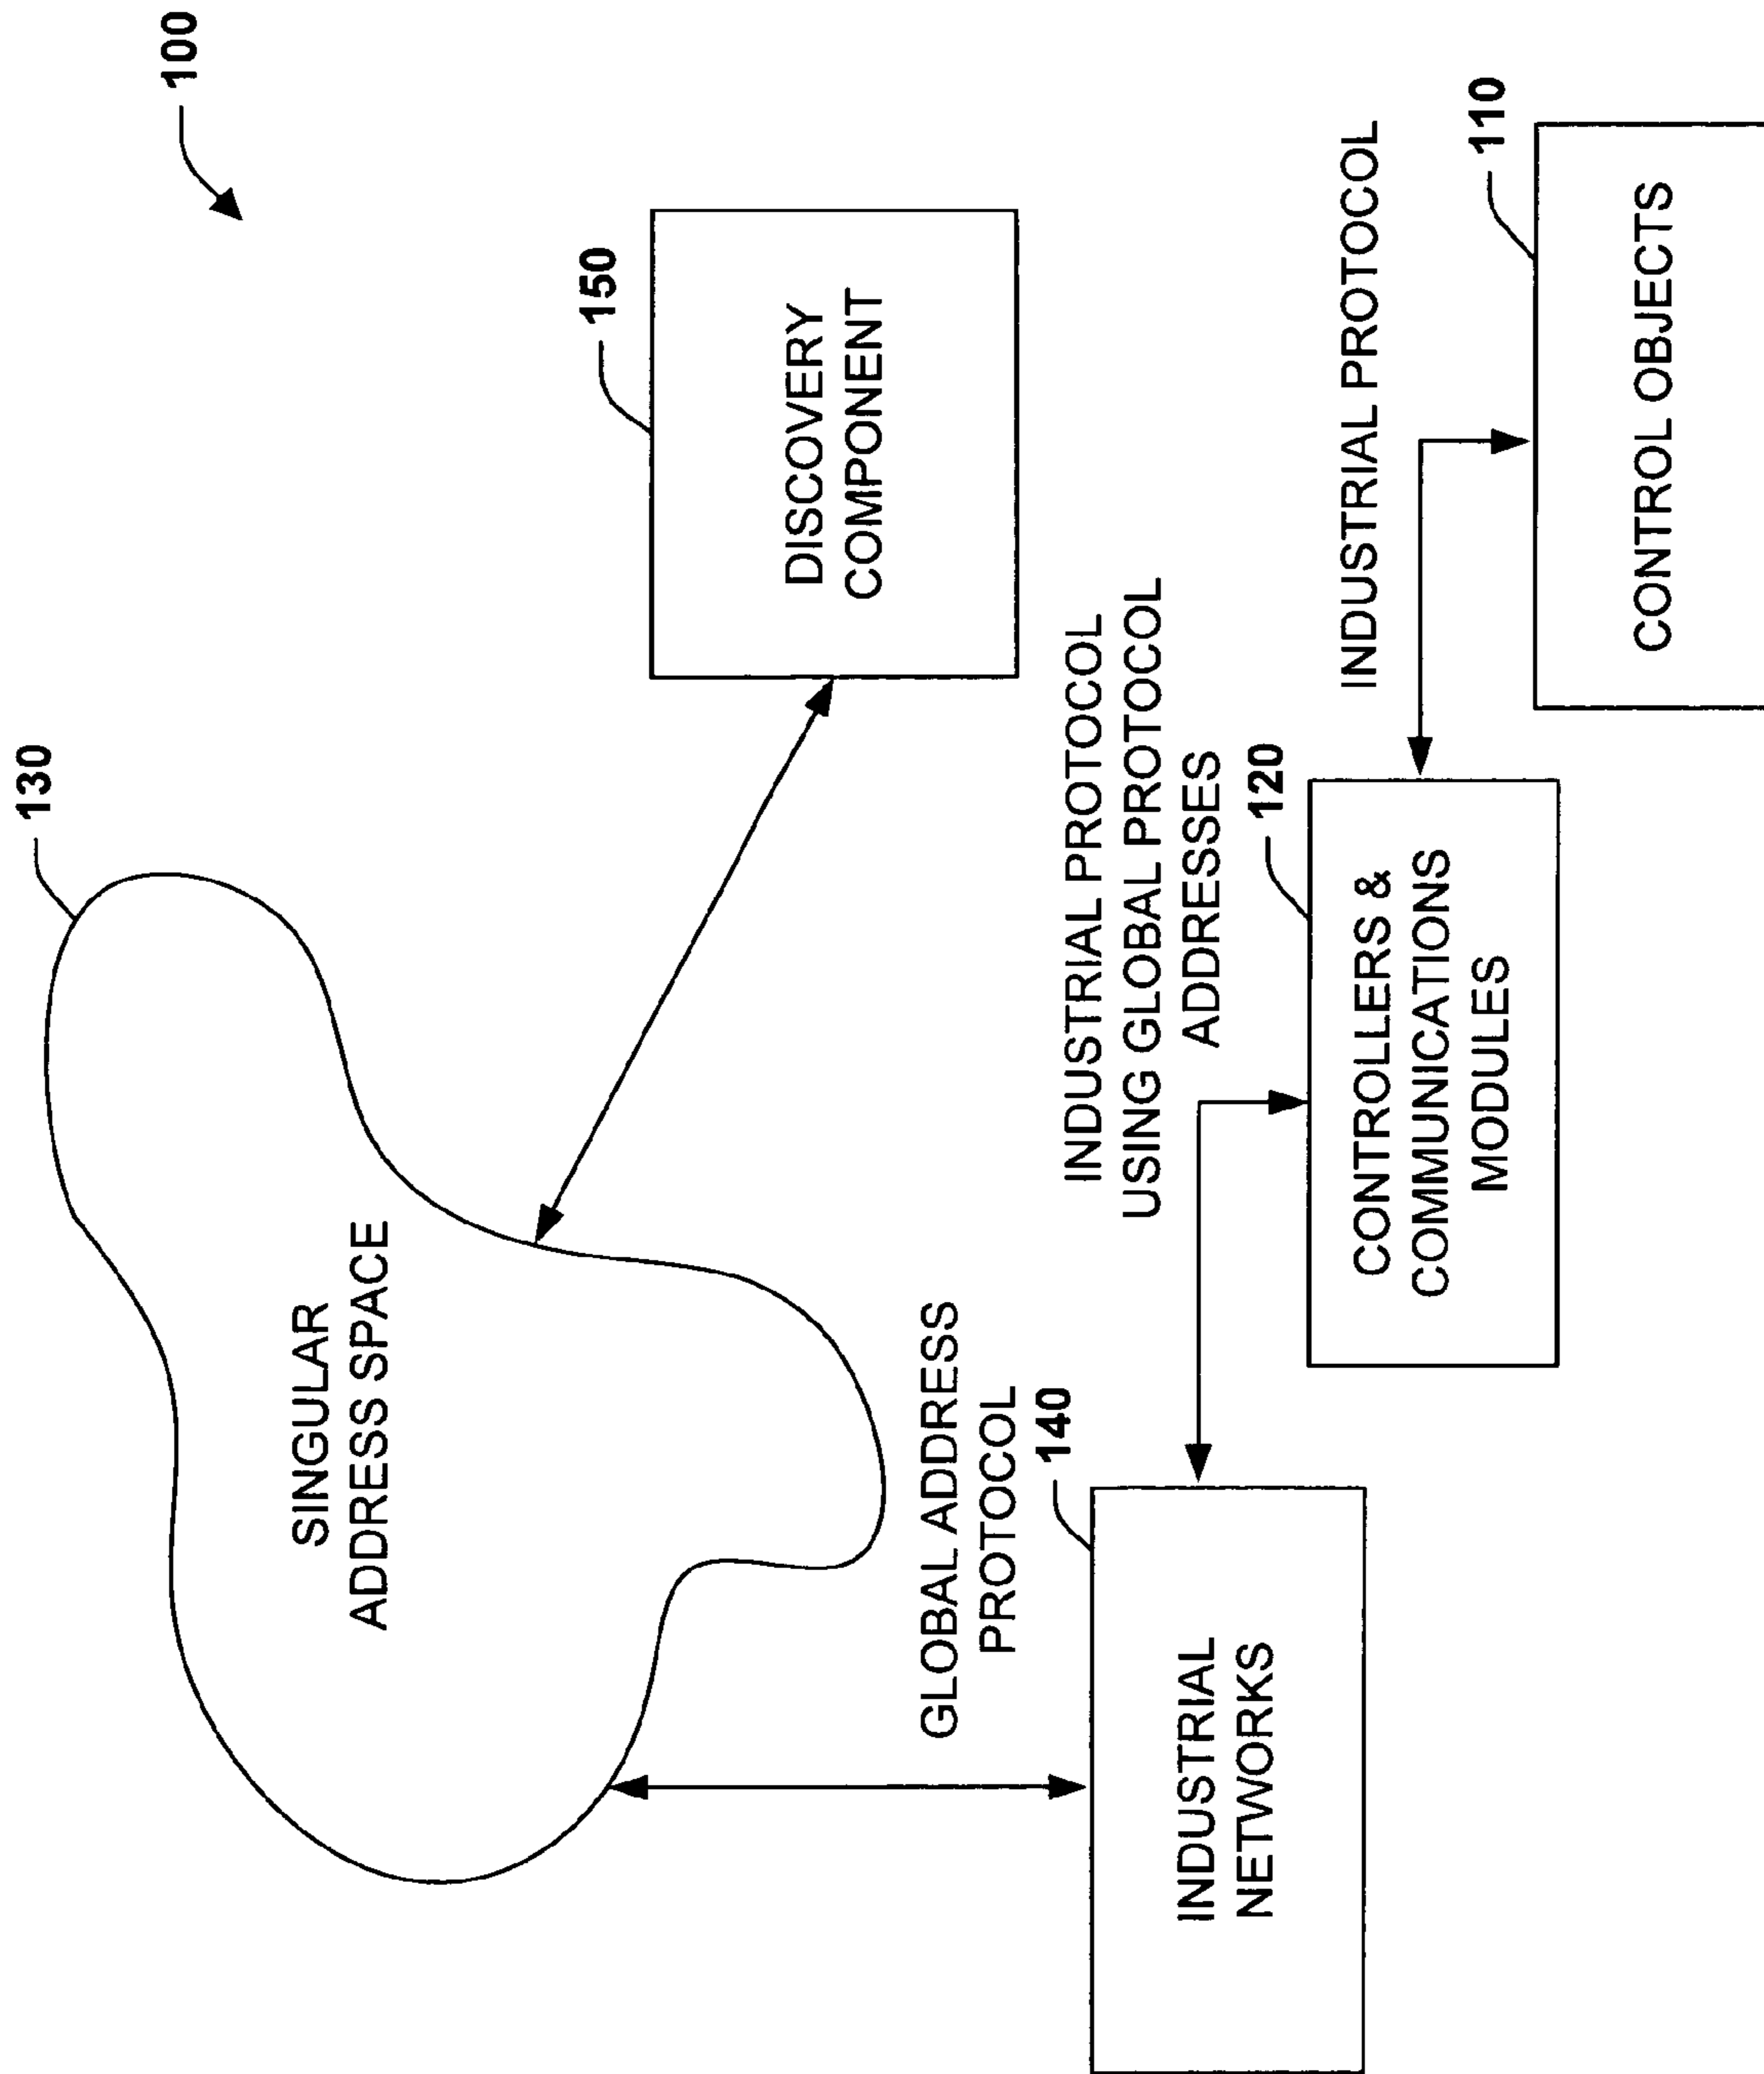 100
130
SINGULAR
ADDRESS SPACE
150
DISCOVERY
COMPONENT
GLOBAL ADDRESS
PROTOCOL
140
INDUSTRIAL
NETWORKS
INDUSTRIAL PROTOCOL
USING GLOBAL PROTOCOL
ADDRESSES
120
CONTROLLERS &
COMMUNICATIONS
MODULES
INDUSTRIAL PROTOCOL
110
CONTROL OBJECTS